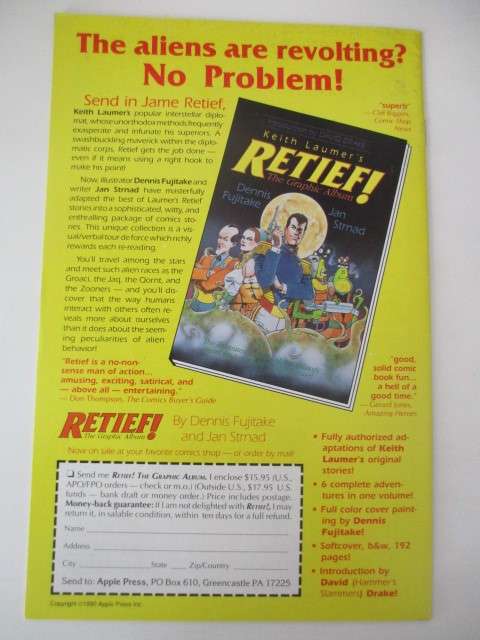 The aliens are revolting?
No Problem!
Send in Jame Retief,
Keith Laumer's popular interstellar diplo-
mat, whose unorthodox methods frequently
exasperate and infuriate his superiors. A
swashbuckling maverick within the diplo-
matic corps, Retief gets the job done —
even if it means using a right hook to
make his point!
Now, illustrator Dennis Fujitake and
writer Jan Strnad have masterfully
adapted the best of Laumer's Retief
stories into a sophisticated, witty, and
enthralling package of comics sto-
ries. This unique collection is a vis-
ual/verbal tour de force which richly
rewards each re-reading.
You'll travel among the stars
and meet such alien races as the
Groaci, the Jaq, the Qornt, and
the Zooners — and you'll dis-
cover that the way humans
interact with others often re-
veals more about ourselves
than it does about the seem-
ing peculiarities of alien
behavior!
"Retief is a no-non-
sense man of action...
amusing, exciting, satirical, and
— above all — entertaining."
— Don Thompson, The Comics Buyer's Guide
"superb"
— Cliff Biggers,
Comic Shop
News
Keith Laumer's
RETIEF!
The Graphic Album
Dennis
Fujitake
Jan
Strnad
"good,
solid comic
book fun...
a hell of a
good time."
— Gerard Jones,
Amazing Heroes
RETIEF!
The Graphic Album
By Dennis Fujitake
and Jan Strnad
Now on sale at your favorite comics shop — or order by mail!
❏ Send me RETIEF! THE GRAPHIC ALBUM. I enclose $15.95 (U.S.,
APO/FPO orders — check or m.o.) (Outside U.S., $17.95 U.S.
funds — bank draft or money order.) Price includes postage.
Money-back guarantee: if I am not delighted with RETIEF!, I may
return it, in salable condition, within ten days for a full refund.
Name
Address
City State Zip/Country
Send to: Apple Press, PO Box 610, Greencastle PA 17225
• Fully authorized ad-
aptations of Keith
Laumer's original
stories!
• 6 complete adven-
tures in one volume!
• Full color cover paint-
ing by Dennis
Fujitake!
• Softcover, b&w, 192
pages!
• Introduction by
David (Hammer's
Slammers) Drake!
Copyright ©1990 Apple Press Inc.